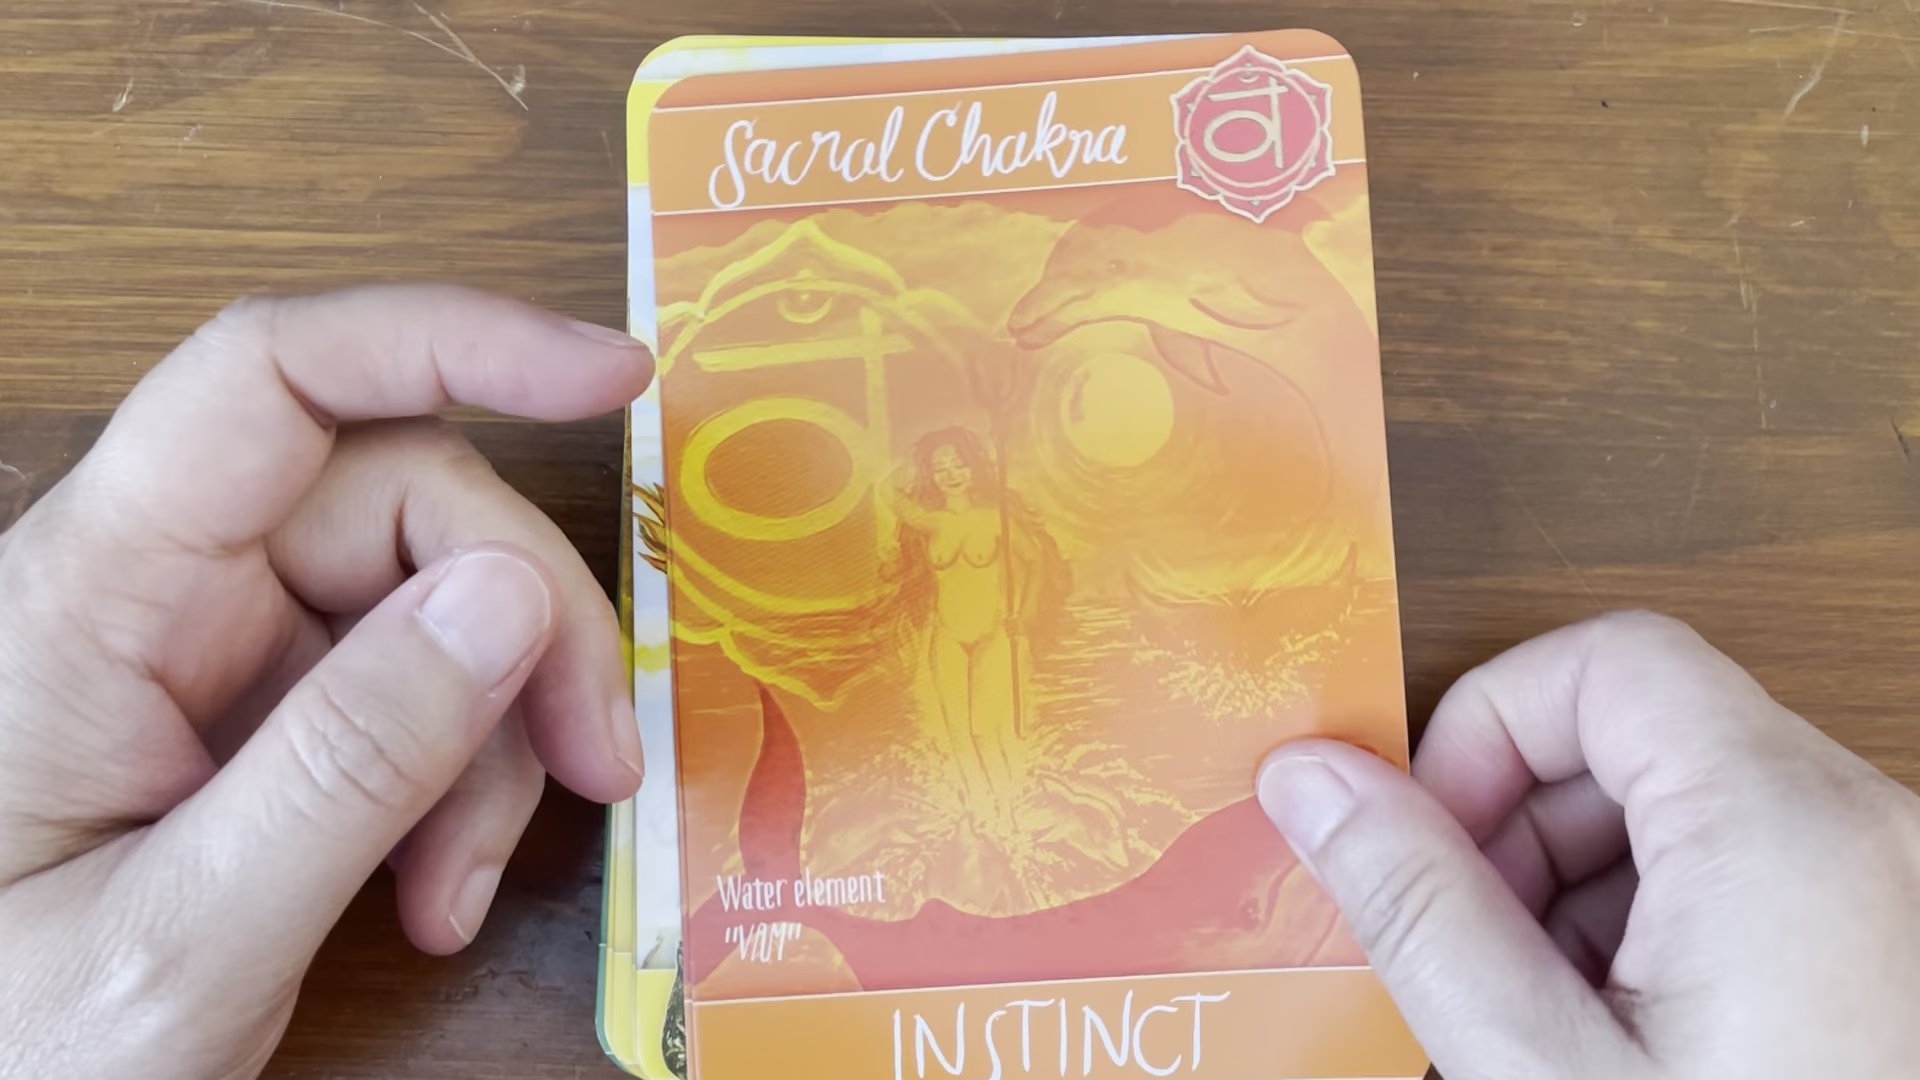 Sacral Chakra
वं
Water element
"VAM"
INSTINCT